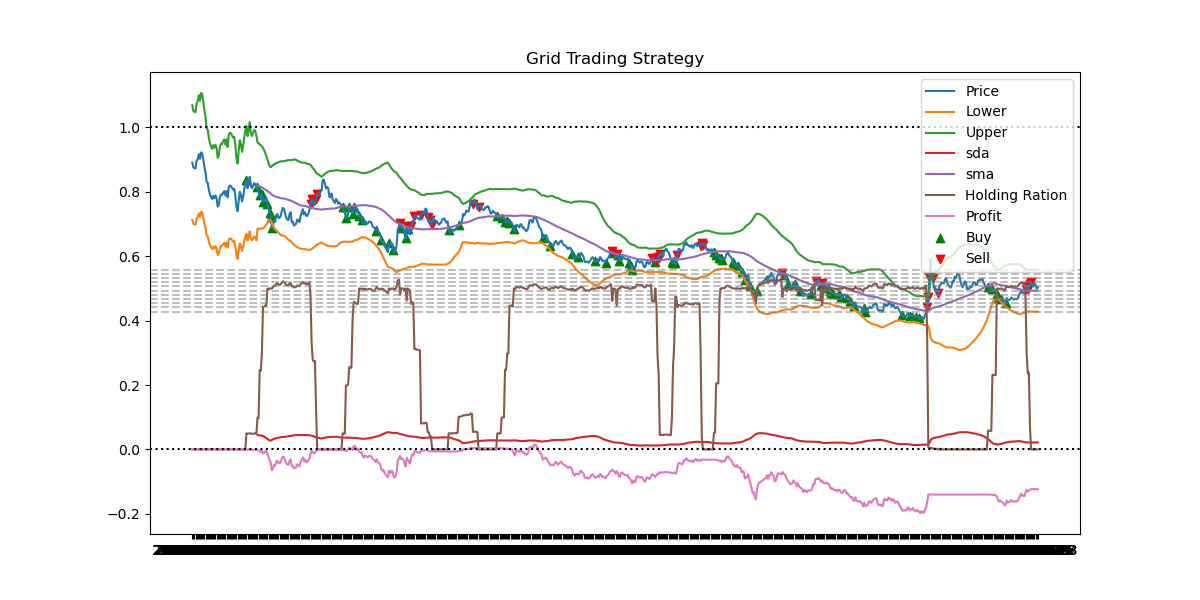 Grid Trading Strategy
1.0
0.8
0.6
0.4
0.2
0.0
−0.2
Price
Lower
Upper
sda
sma
Holding Ration
Profit
Buy
Sell